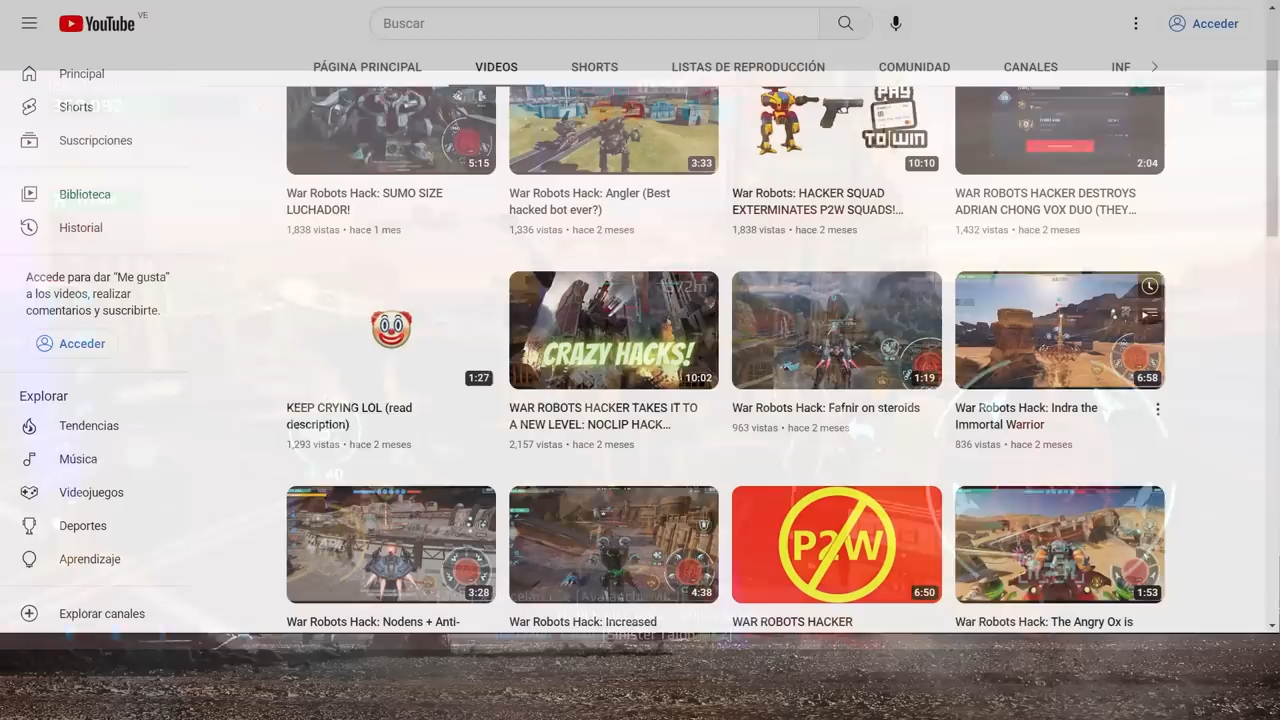 YouTube VE
Buscar
Acceder
PÁGINA PRINCIPAL VIDEOS SHORTS LISTAS DE REPRODUCCIÓN COMUNIDAD CANALES INF
Principal
Shorts
Suscripciones
Biblioteca
Historial
Accede para dar “Me gusta”
a los videos, realizar
comentarios y suscribirte.
Acceder
Explorar
Tendencias
Música
Videojuegos
Deportes
Aprendizaje
Explorar canales
5:15
War Robots Hack: SUMO SIZE
LUCHADOR!
1,838 vistas • hace 1 mes
3:33
War Robots Hack: Angler (Best
hacked bot ever?)
1,336 vistas • hace 2 meses
PAY
TO WIN
10:10
War Robots: HACKER SQUAD
EXTERMINATES P2W SQUADS!...
1,838 vistas • hace 2 meses
2:04
WAR ROBOTS HACKER DESTROYS
ADRIAN CHONG VOX DUO (THEY...
1,432 vistas • hace 2 meses
1:27
KEEP CRYING LOL (read
description)
1,293 vistas • hace 2 meses
CRAZY HACKS!
10:02
WAR ROBOTS HACKER TAKES IT TO
A NEW LEVEL: NOCLIP HACK...
2,157 vistas • hace 2 meses
1:19
War Robots Hack: Fafnir on steroids
963 vistas • hace 2 meses
6:58
War Robots Hack: Indra the
Immortal Warrior
836 vistas • hace 2 meses
40
3:28
War Robots Hack: Nodens + Anti-
4:38
War Robots Hack: Increased
P2W
6:50
WAR ROBOTS HACKER
1:53
War Robots Hack: The Angry Ox is